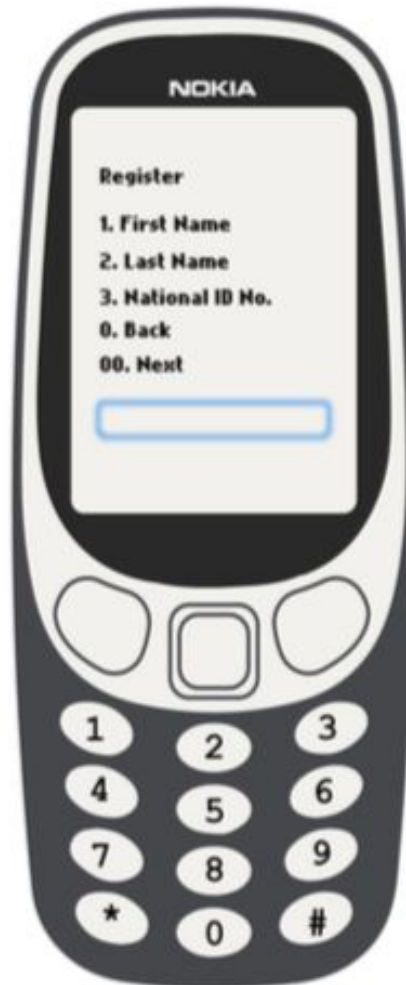 NOKIA
Register
1. First Name
2. Last Name
3. National ID No.
0. Back
00. Next
1 2 3
4 5 6
7 8 9
* 0 #